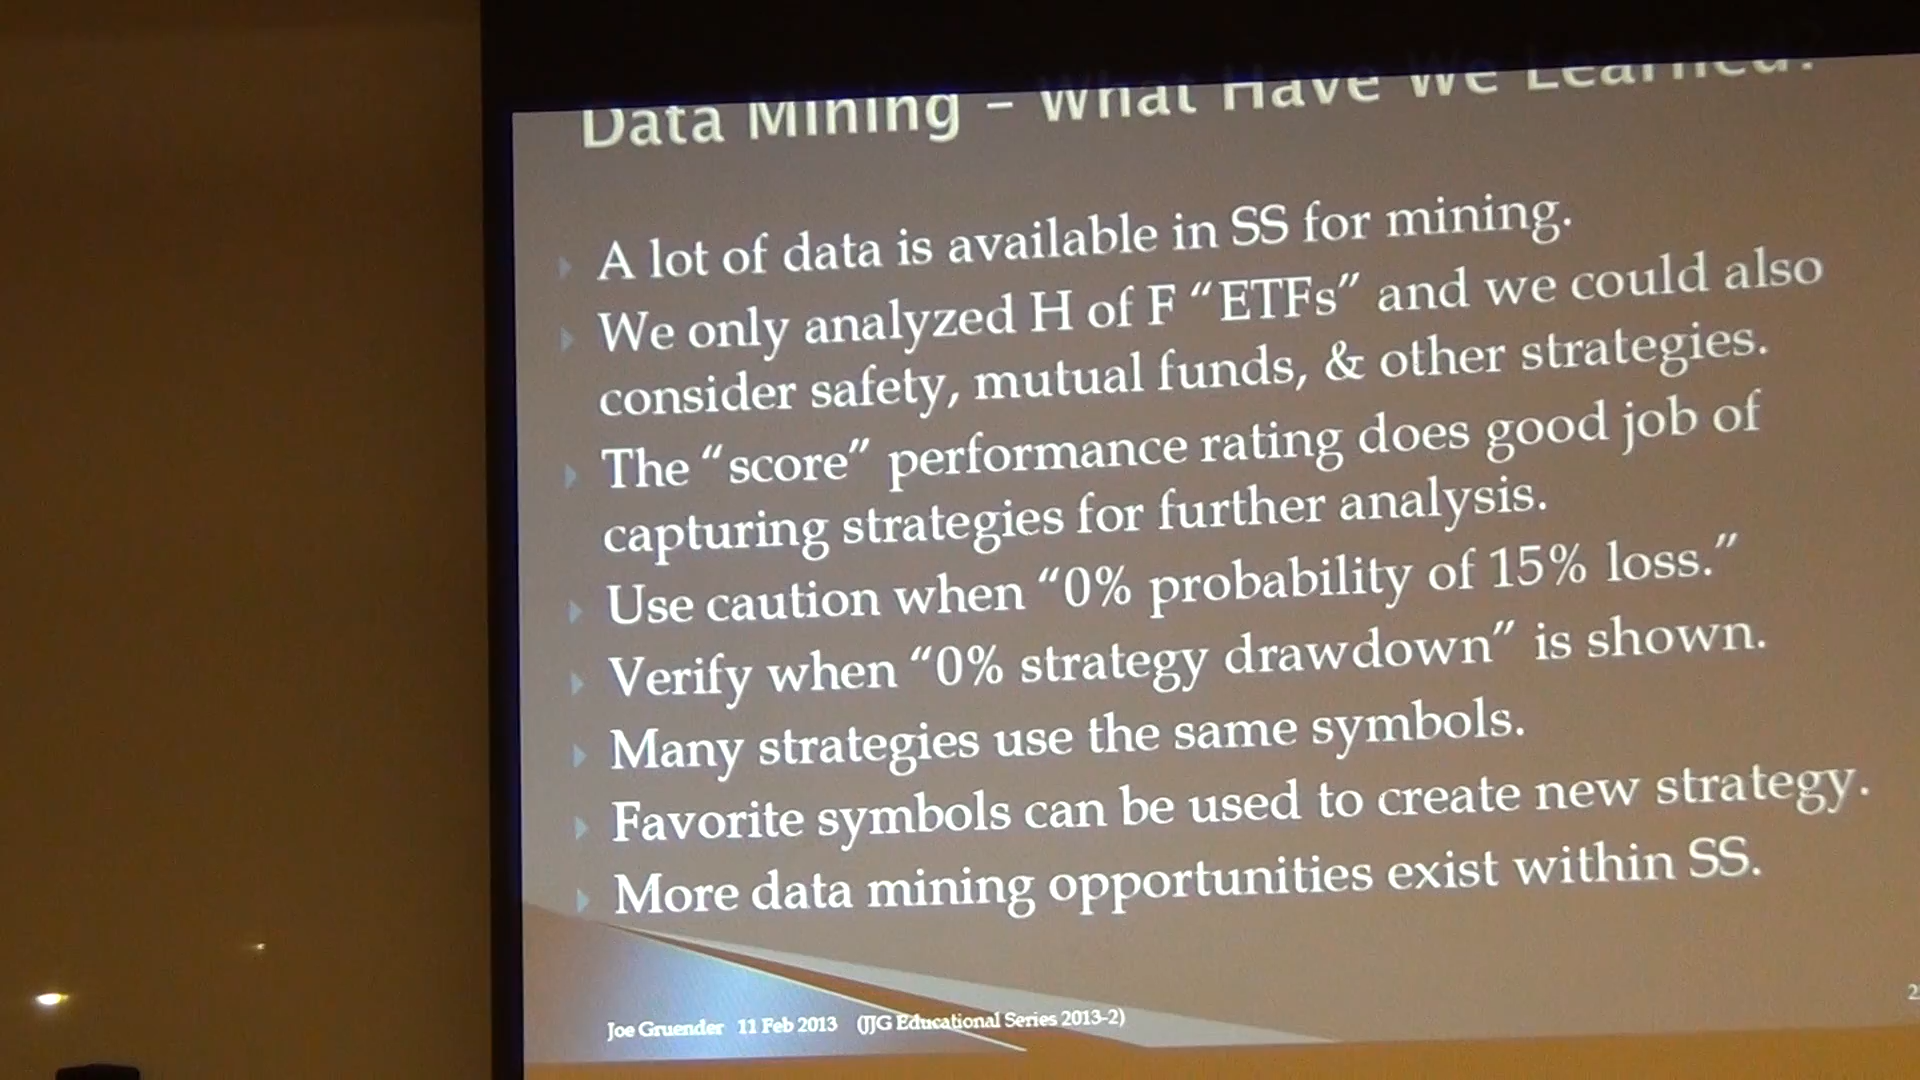 Data Mining – What Have We Learned?
A lot of data is available in SS for mining.
We only analyzed H of F “ETFs” and we could also
consider safety, mutual funds, & other strategies.
The “score” performance rating does good job of
capturing strategies for further analysis.
Use caution when “0% probability of 15% loss.”
Verify when “0% strategy drawdown” is shown.
Many strategies use the same symbols.
Favorite symbols can be used to create new strategy.
More data mining opportunities exist within SS.
Joe Gruender 11 Feb 2013 (JJG Educational Series 2013-2)